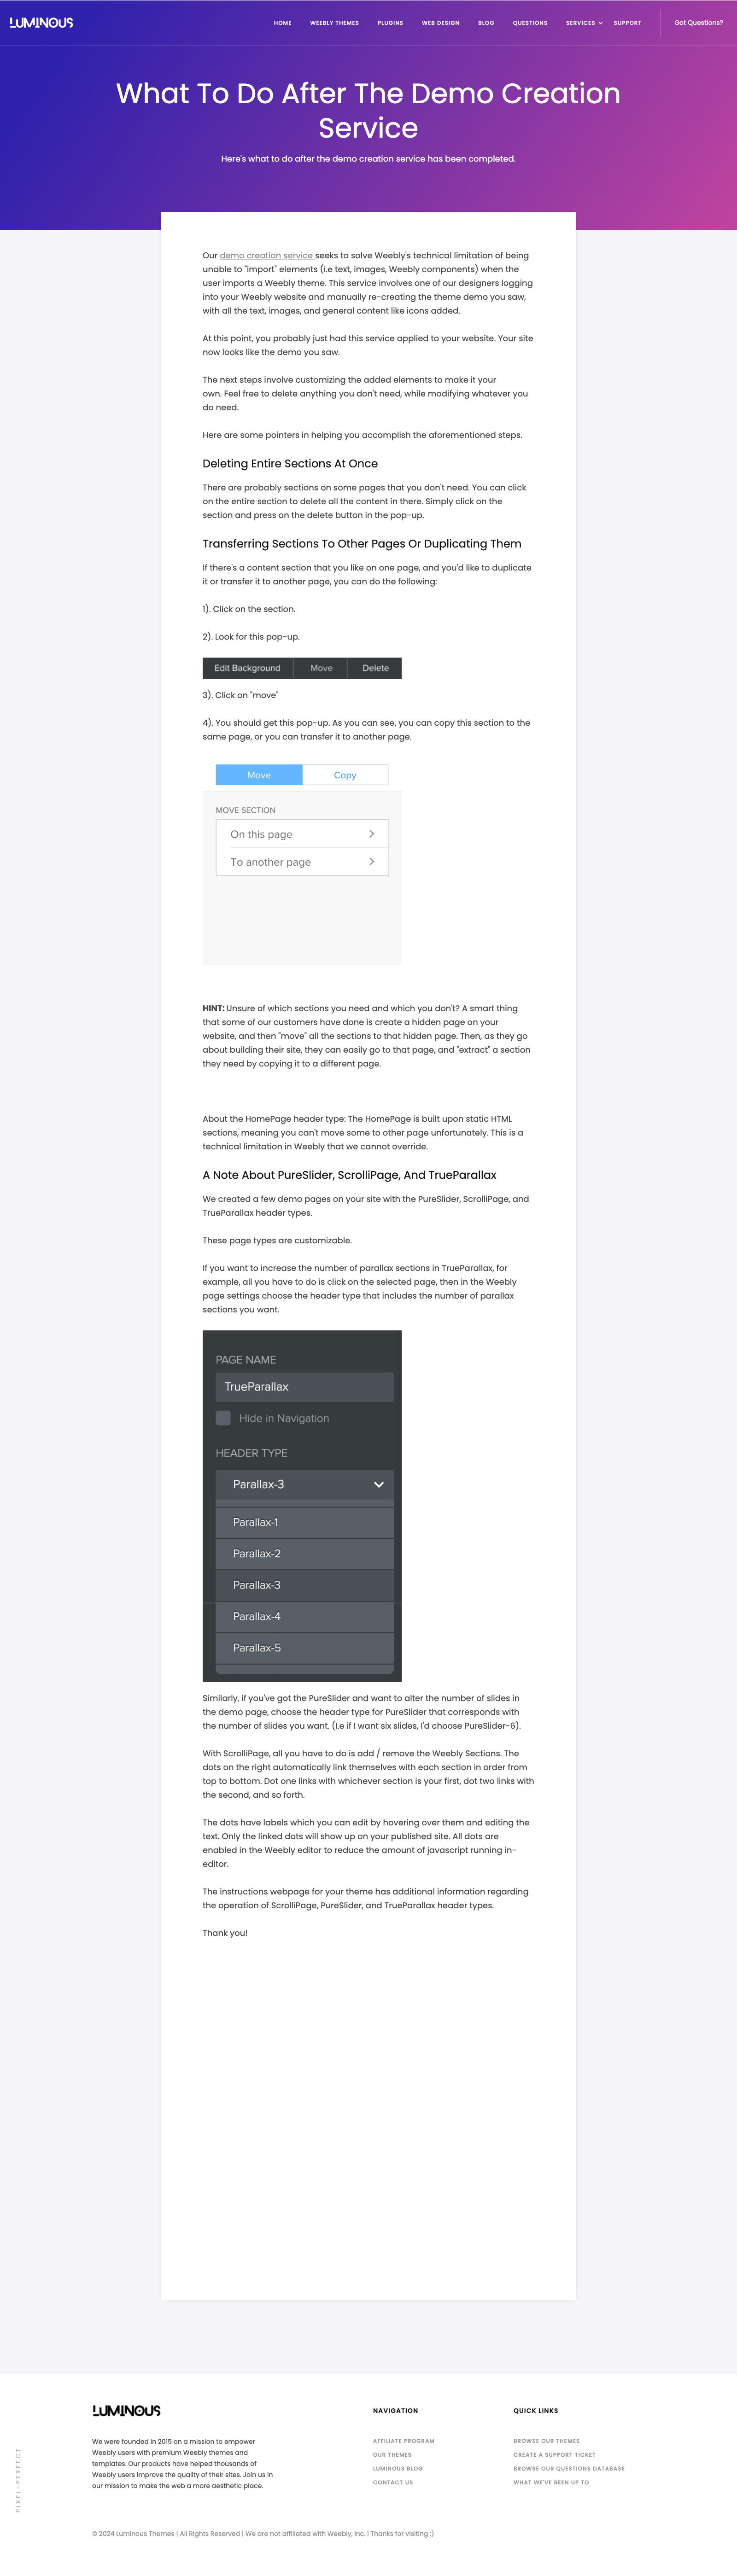 LUMINOUS
HOME WEEBLY THEMES PLUGINS WEB DESIGN BLOG QUESTIONS SERVICES SUPPORT Got Questions?
What To Do After The Demo Creation
Service
Here's what to do after the demo creation service has been completed.
Our demo creation service seeks to solve Weebly's technical limitation of being
unable to "import" elements (i.e text, images, Weebly components) when the
user imports a Weebly theme. This service involves one of our designers logging
into your Weebly website and manually re-creating the theme demo you saw,
with all the text, images, and general content like icons added.
At this point, you probably just had this service applied to your website. Your site
now looks like the demo you saw.
The next steps involve customizing the added elements to make it your
own. Feel free to delete anything you don't need, while modifying whatever you
do need.
Here are some pointers in helping you accomplish the aforementioned steps.
Deleting Entire Sections At Once
There are probably sections on some pages that you don't need. You can click
on the entire section to delete all the content in there. Simply click on the
section and press on the delete button in the pop-up.
Transferring Sections To Other Pages Or Duplicating Them
If there's a content section that you like on one page, and you'd like to duplicate
it or transfer it to another page, you can do the following:
1). Click on the section.
2). Look for this pop-up.
Edit Background Move Delete
3). Click on "move"
4). You should get this pop-up. As you can see, you can copy this section to the
same page, or you can transfer it to another page.
Move Copy
MOVE SECTION
On this page
To another page
HINT: Unsure of which sections you need and which you don't? A smart thing
that some of our customers have done is create a hidden page on your
website, and then "move" all the sections to that hidden page. Then, as they go
about building their site, they can easily go to that page, and "extract" a section
they need by copying it to a different page.
About the HomePage header type: The HomePage is built upon static HTML
sections, meaning you can't move some to other page unfortunately. This is a
technical limitation in Weebly that we cannot override.
A Note About PureSlider, ScrolliPage, And TrueParallax
We created a few demo pages on your site with the PureSlider, ScrolliPage, and
TrueParallax header types.
These page types are customizable.
If you want to increase the number of parallax sections in TrueParallax, for
example, all you have to do is click on the selected page, then in the Weebly
page settings choose the header type that includes the number of parallax
sections you want.
PAGE NAME
TrueParallax
Hide in Navigation
HEADER TYPE
Parallax-3
Parallax-1
Parallax-2
Parallax-3
Parallax-4
Parallax-5
Similarly, if you've got the PureSlider and want to alter the number of slides in
the demo page, choose the header type for PureSlider that corresponds with
the number of slides you want. (I.e if I want six slides, I'd choose PureSlider-6).
With ScrolliPage, all you have to do is add / remove the Weebly Sections. The
dots on the right automatically link themselves with each section in order from
top to bottom. Dot one links with whichever section is your first, dot two links with
the second, and so forth.
The dots have labels which you can edit by hovering over them and editing the
text. Only the linked dots will show up on your published site. All dots are
enabled in the Weebly editor to reduce the amount of javascript running in-
editor.
The instructions webpage for your theme has additional information regarding
the operation of ScrolliPage, PureSlider, and TrueParallax header types.
Thank you!
PIXEL-PERFECT
LUMINOUS
We were founded in 2015 on a mission to empower
Weebly users with premium Weebly themes and
templates. Our products have helped thousands of
Weebly users improve the quality of their sites. Join us in
our mission to make the web a more aesthetic place.
NAVIGATION
AFFILIATE PROGRAM
OUR THEMES
LUMINOUS BLOG
CONTACT US
QUICK LINKS
BROWSE OUR THEMES
CREATE A SUPPORT TICKET
BROWSE OUR QUESTIONS DATABASE
WHAT WE'VE BEEN UP TO
© 2024 Luminous Themes | All Rights Reserved | We are not affiliated with Weebly, Inc. | Thanks for visiting :)